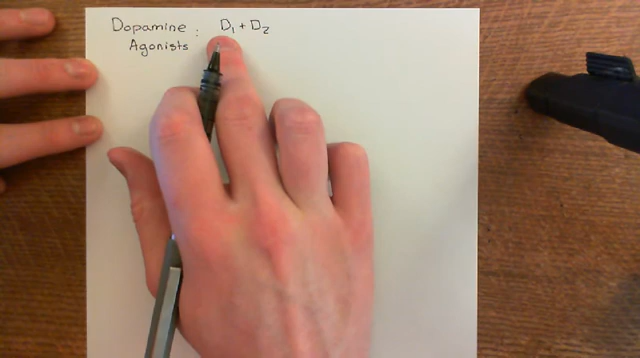 Dopamine : D₁ + D₂
Agonists